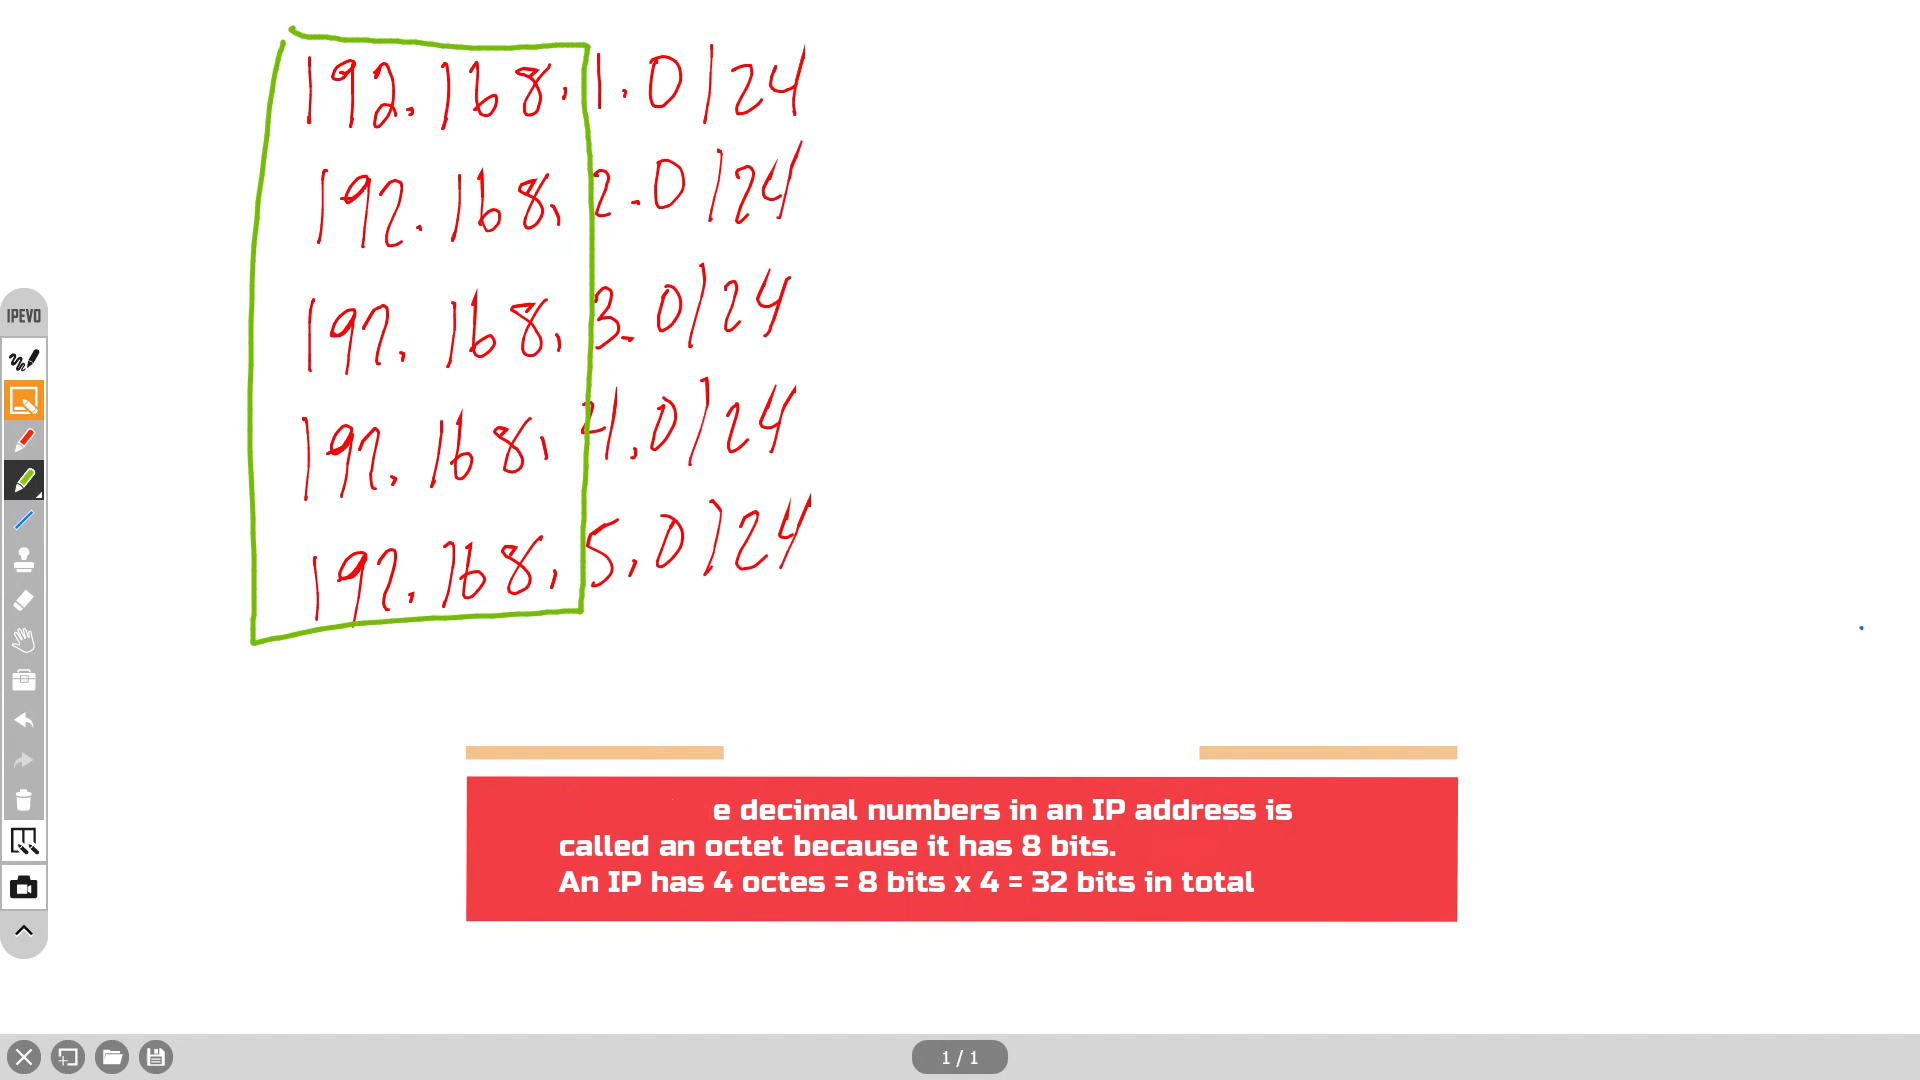 192.168.1.0/24
192.168.2.0/24
192.168.3.0/24
192.168.4.0/24
192.168.5.0/24
IPEVO
e decimal numbers in an IP address is
called an octet because it has 8 bits.
An IP has 4 octes = 8 bits x 4 = 32 bits in total
1 / 1